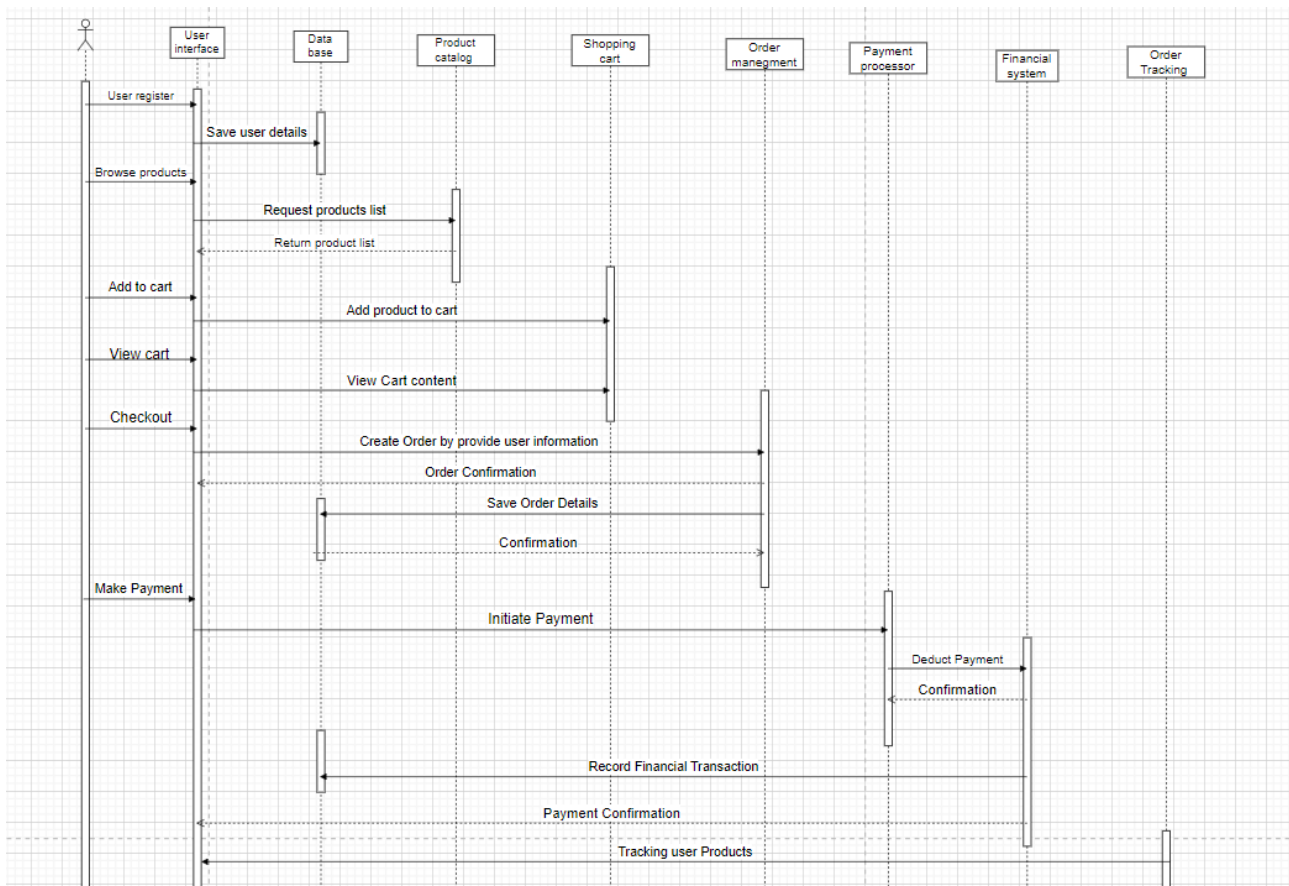 User
interface
Data
base
Product
catalog
Shopping
cart
Order
manegment
Payment
processor
Financial
system
Order
Tracking
User register
Save user details
Browse products
Request products list
Return product list
Add to cart
Add product to cart
View cart
View Cart content
Checkout
Create Order by provide user information
Order Confirmation
Save Order Details
Confirmation
Make Payment
Initiate Payment
Deduct Payment
Confirmation
Record Financial Transaction
Payment Confirmation
Tracking user Products